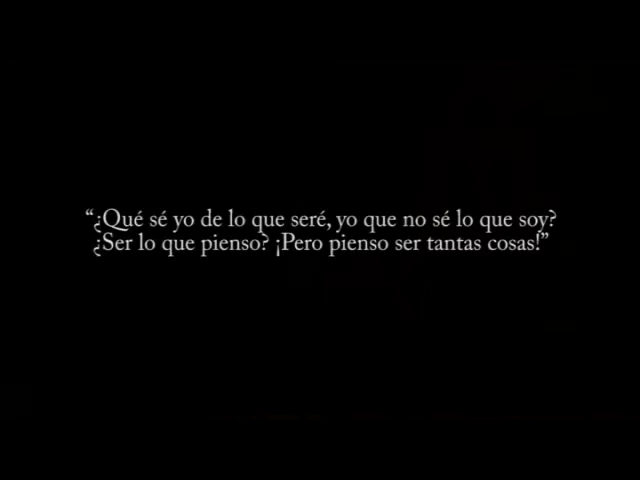 “¿Qué sé yo de lo que seré, yo que no sé lo que soy?
¿Ser lo que pienso? ¡Pero pienso ser tantas cosas!”